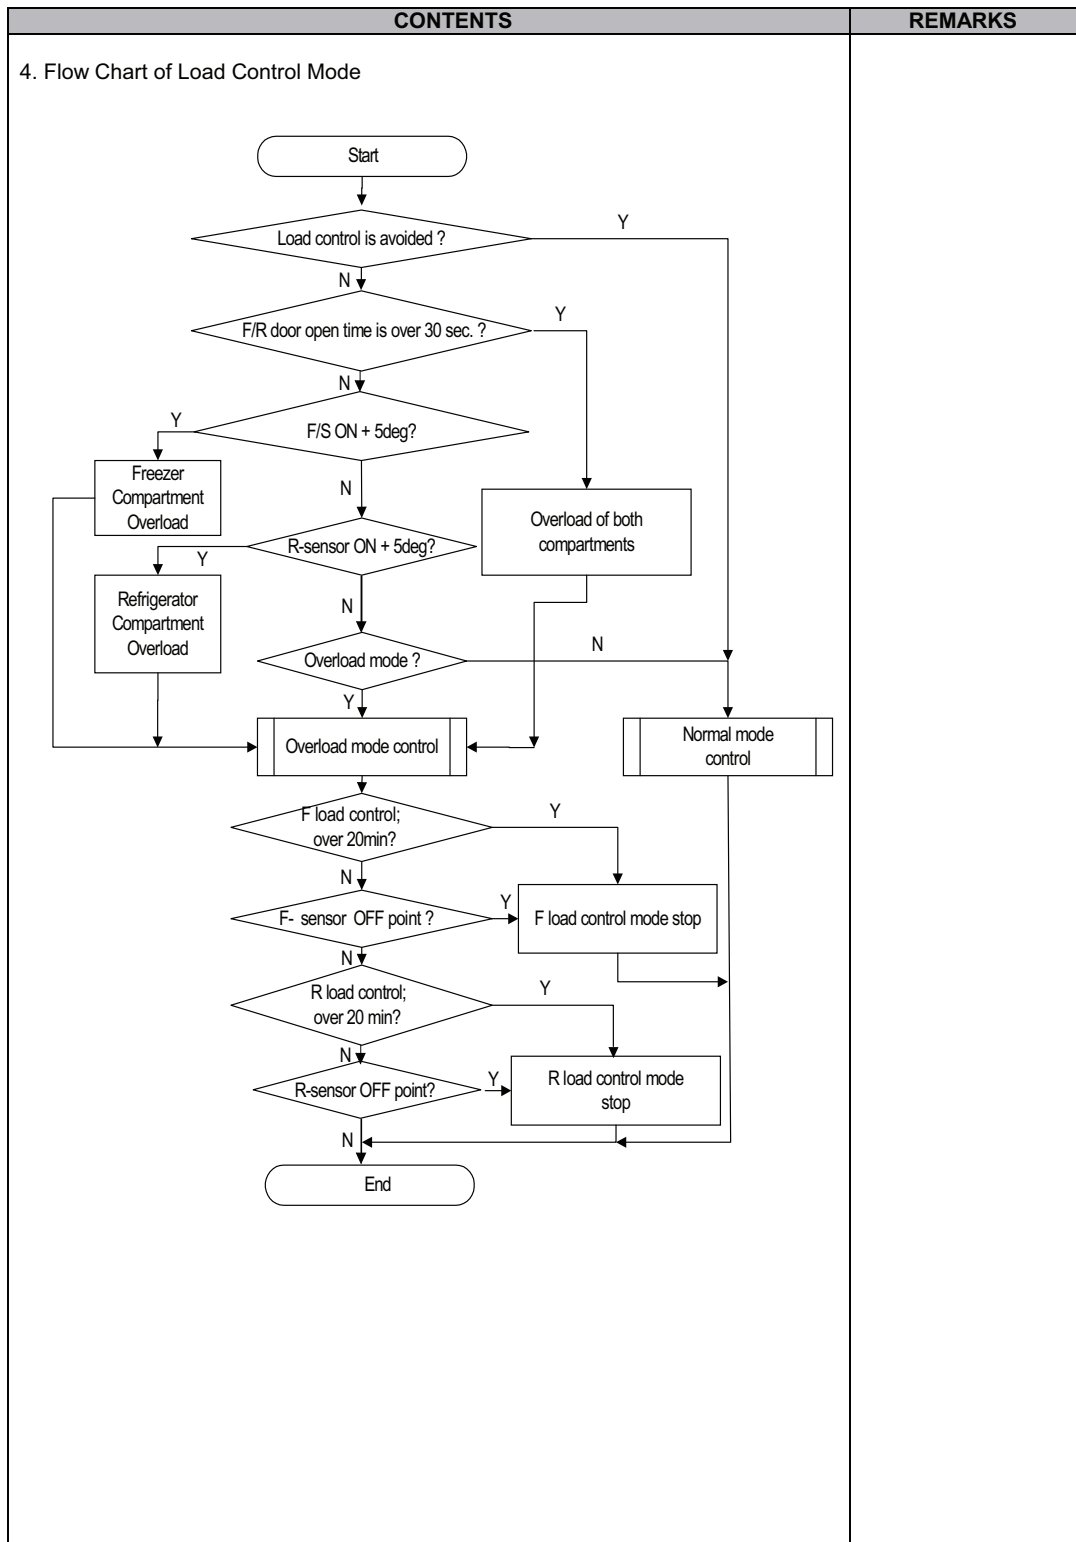 CONTENTS
REMARKS
4. Flow Chart of Load Control Mode
Start
Load control is avoided ?
Y
N
F/R door open time is over 30 sec. ?
Y
N
F/S ON + 5deg?
Y
Freezer
Compartment
Overload
N
Overload of both
compartments
R-sensor ON + 5deg?
Y
Refrigerator
Compartment
Overload
N
Overload mode ?
N
Y
Overload mode control
Normal mode
control
F load control;
over 20min?
Y
N
F- sensor OFF point ?
Y
F load control mode stop
N
R load control;
over 20 min?
Y
N
R-sensor OFF point?
Y
R load control mode
stop
N
End